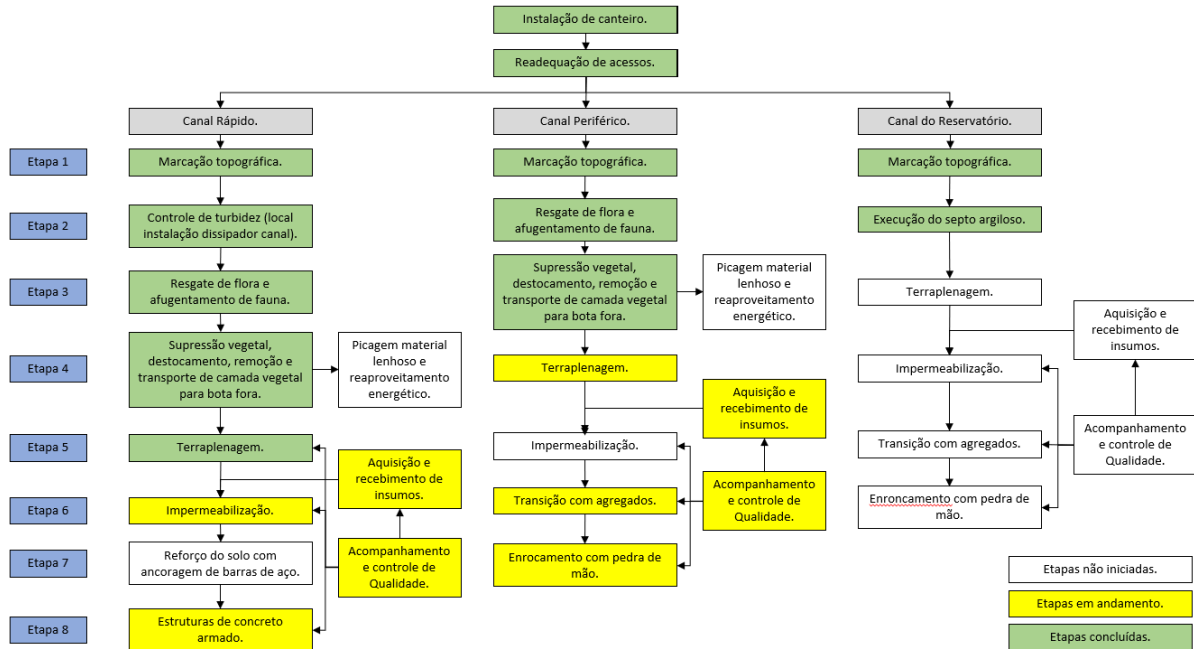 Instalação de canteiro.
Readequação de acessos.
Canal Rápido.
Canal Periférico.
Canal do Reservatório.
Etapa 1
Marcação topográfica.
Marcação topográfica.
Marcação topográfica.
Etapa 2
Controle de turbidez (local
instalação dissipador canal).
Resgate de flora e
afugentamento de fauna.
Execução do septo argiloso.
Etapa 3
Resgate de flora e
afugentamento de fauna.
Supressão vegetal,
destocamento, remoção e
transporte de camada vegetal
para bota fora.
Picagem material
lenhoso e
reaproveitamento
energético.
Terraplenagem.
Aquisição e
recebimento de
insumos.
Etapa 4
Supressão vegetal,
destocamento, remoção e
transporte de camada vegetal
para bota fora.
Picagem material
lenhoso e
reaproveitamento
energético.
Terraplenagem.
Aquisição e
recebimento de
insumos.
Impermeabilização.
Etapa 5
Terraplenagem.
Aquisição e
recebimento de
insumos.
Impermeabilização.
Transição com agregados.
Acompanhamento
e controle de
Qualidade.
Etapa 6
Impermeabilização.
Transição com agregados.
Acompanhamento
e controle de
Qualidade.
Enroncamento com pedra de
mão.
Etapa 7
Reforço do solo com
ancoragem de barras de aço.
Acompanhamento
e controle de
Qualidade.
Enrocamento com pedra de
mão.
Etapa 8
Estruturas de concreto
armado.
Etapas não iniciadas.
Etapas em andamento.
Etapas concluídas.